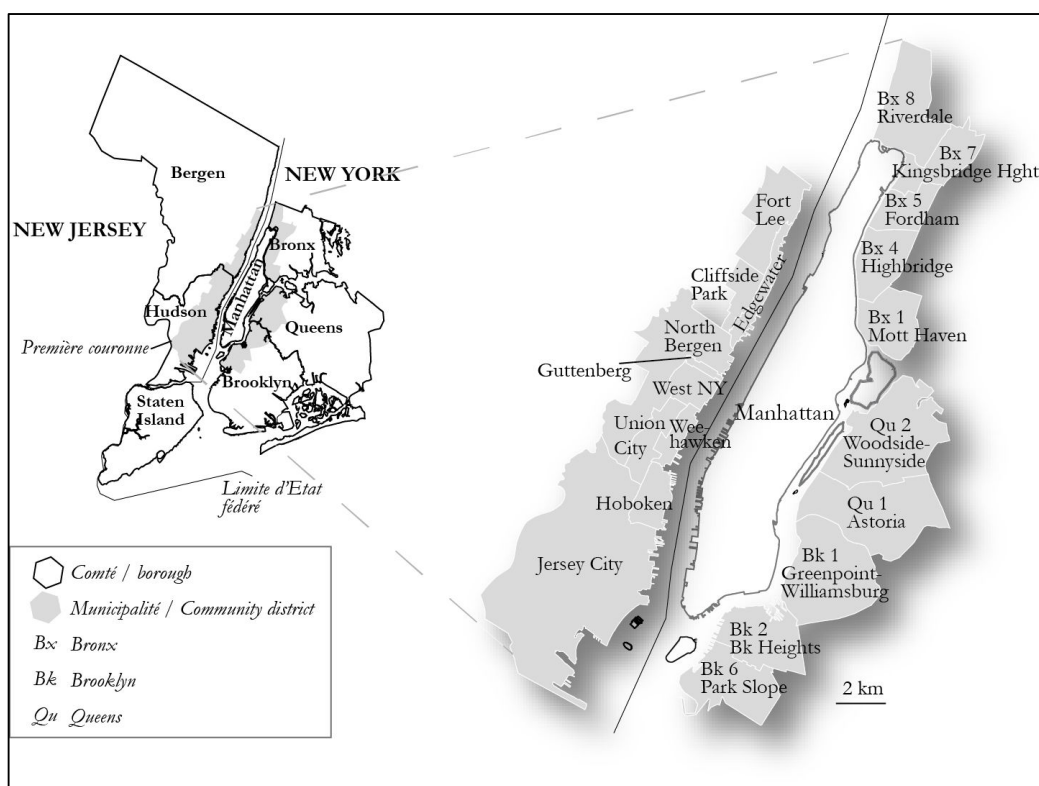 NEW JERSEY
NEW YORK
Bergen
Bronx
Manhattan
Hudson
Queens
Première couronne
Brooklyn
Staten
Island
Limite d'Etat
fédéré
Comté / borough
Municipalité / Community district
Bx Bronx
Bk Brooklyn
Qu Queens
Fort
Lee
Cliffside
Park
Edgewater
North
Bergen
Guttenberg
West NY
Union
City
Wee-
hawken
Hoboken
Jersey City
Manhattan
Bx 8
Riverdale
Bx 7
Kingsbridge Hght
Bx 5
Fordham
Bx 4
Highbridge
Bx 1
Mott Haven
Qu 2
Woodside-
Sunnyside
Qu 1
Astoria
Bk 1
Greenpoint-
Williamsburg
Bk 2
Bk Heights
Bk 6
Park Slope
2 km